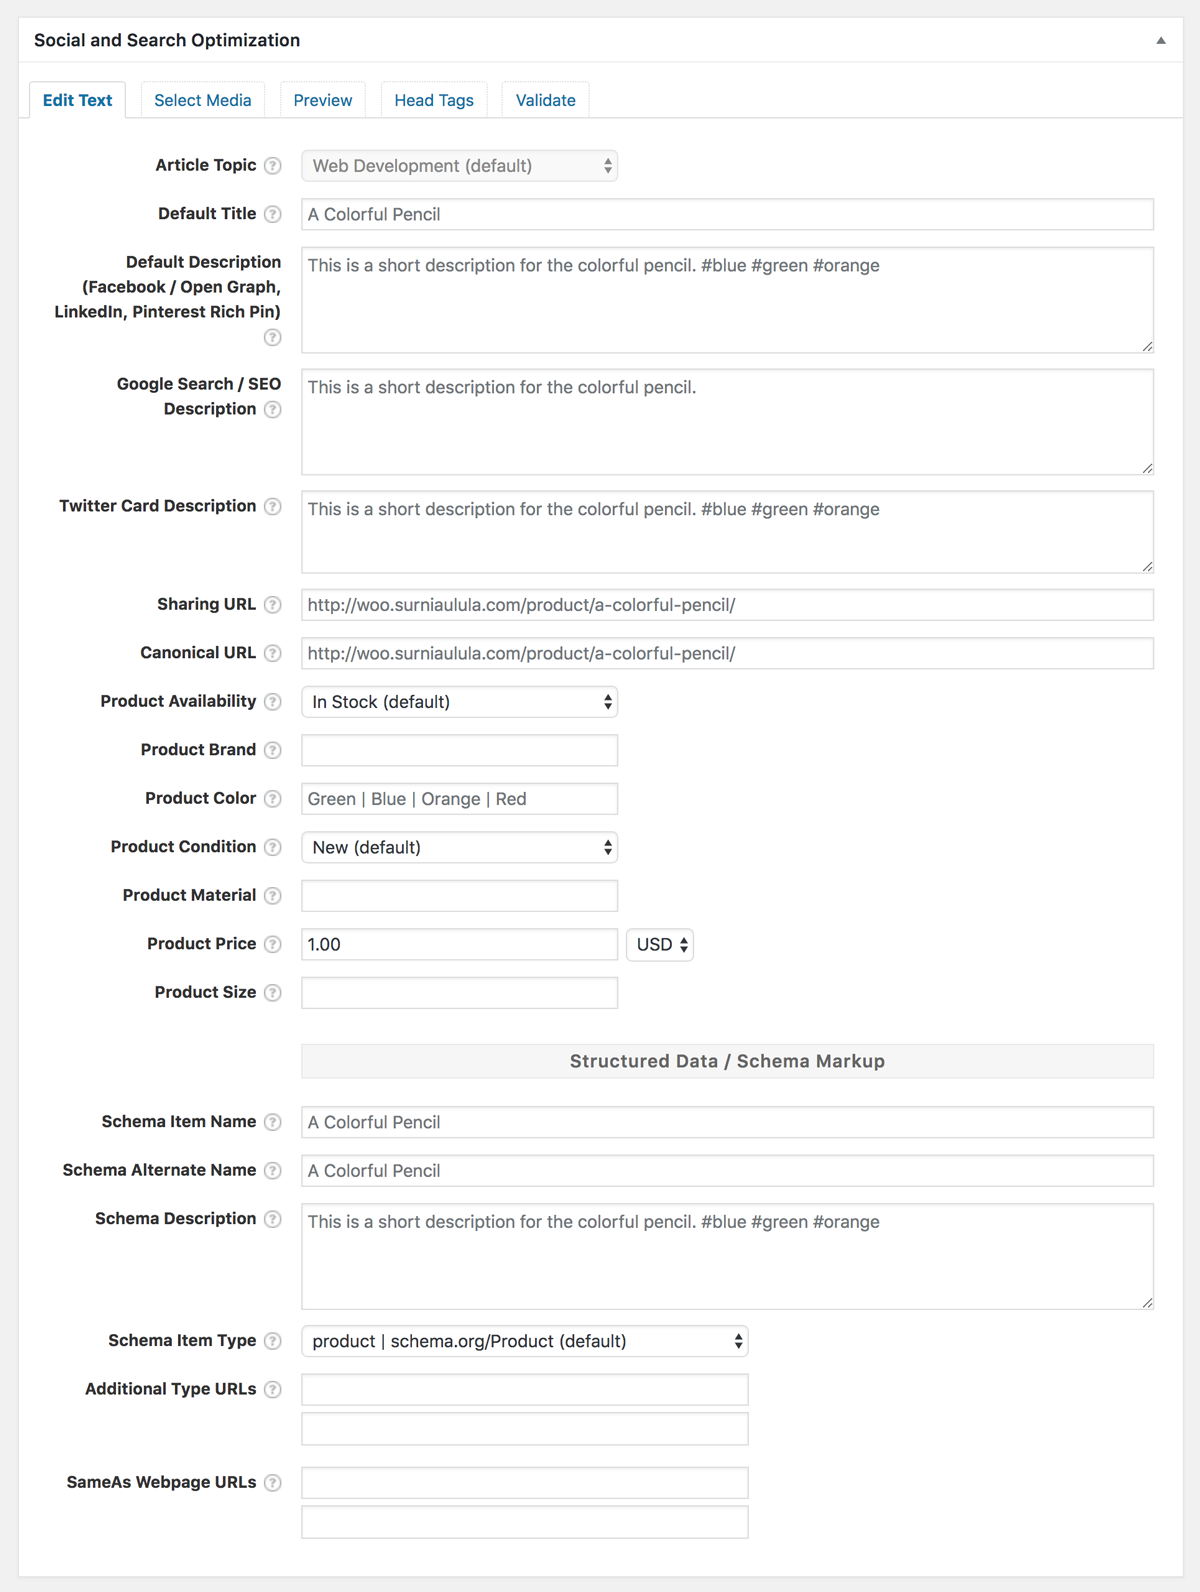 Social and Search Optimization
Edit Text
Select Media
Preview
Head Tags
Validate
Article Topic
Web Development (default)
Default Title
A Colorful Pencil
Default Description
(Facebook / Open Graph,
LinkedIn, Pinterest Rich Pin)
This is a short description for the colorful pencil. #blue #green #orange
Google Search / SEO
Description
This is a short description for the colorful pencil.
Twitter Card Description
This is a short description for the colorful pencil. #blue #green #orange
Sharing URL
http://woo.surniaulula.com/product/a-colorful-pencil/
Canonical URL
http://woo.surniaulula.com/product/a-colorful-pencil/
Product Availability
In Stock (default)
Product Brand
Product Color
Green | Blue | Orange | Red
Product Condition
New (default)
Product Material
Product Price
1.00
USD
Product Size
Structured Data / Schema Markup
Schema Item Name
A Colorful Pencil
Schema Alternate Name
A Colorful Pencil
Schema Description
This is a short description for the colorful pencil. #blue #green #orange
Schema Item Type
product | schema.org/Product (default)
Additional Type URLs
SameAs Webpage URLs